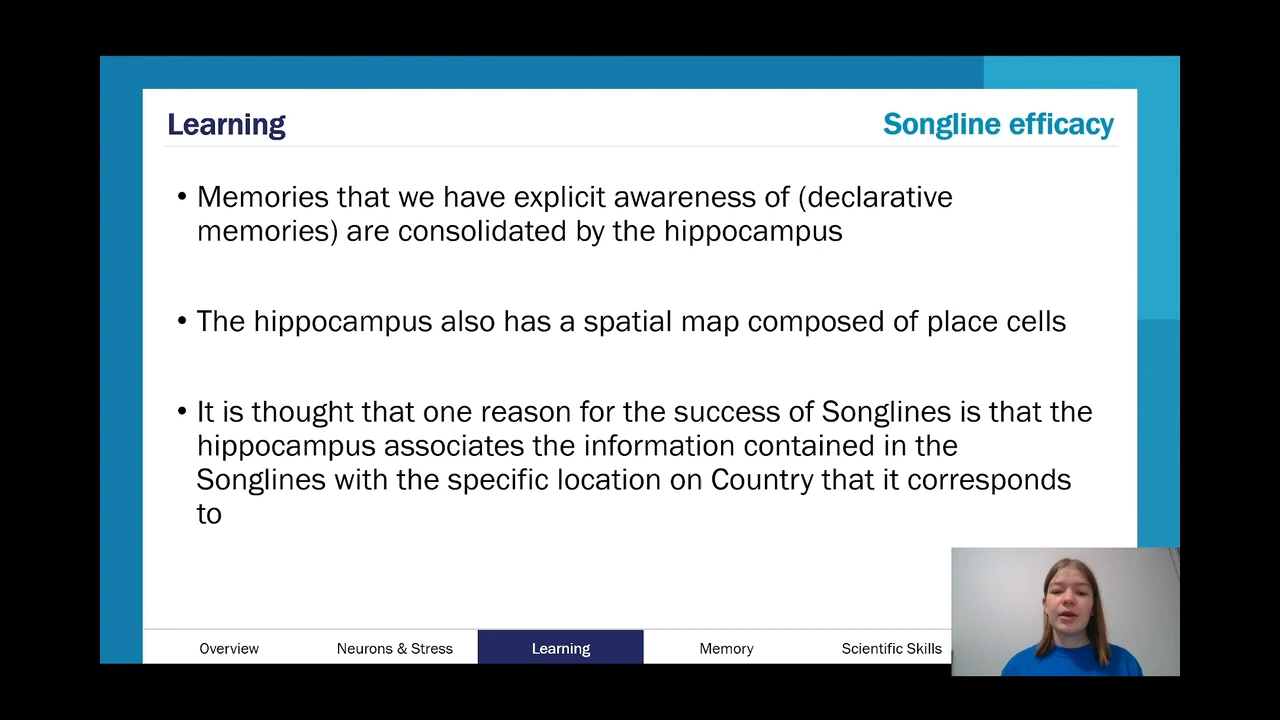 Learning
Songline efficacy
• Memories that we have explicit awareness of (declarative
memories) are consolidated by the hippocampus
• The hippocampus also has a spatial map composed of place cells
• It is thought that one reason for the success of Songlines is that the
hippocampus associates the information contained in the
Songlines with the specific location on Country that it corresponds
to
Overview
Neurons & Stress
Learning
Memory
Scientific Skills